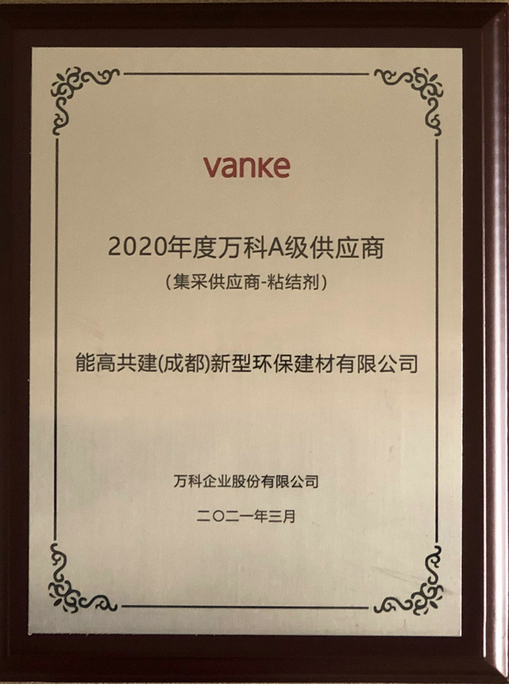 vanke
2020年度万科A级供应商
（集采供应商-粘结剂）
能高共建(成都)新型环保建材有限公司
万科企业股份有限公司
二〇二一年三月